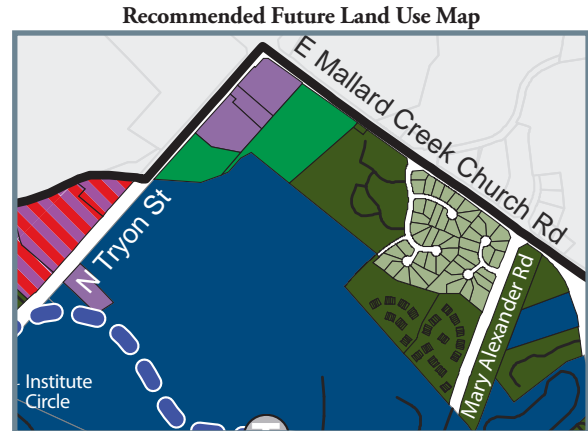 Recommended Future Land Use Map
E Mallard Creek Church Rd
N Tryon St
Mary Alexander Rd
Institute
Circle